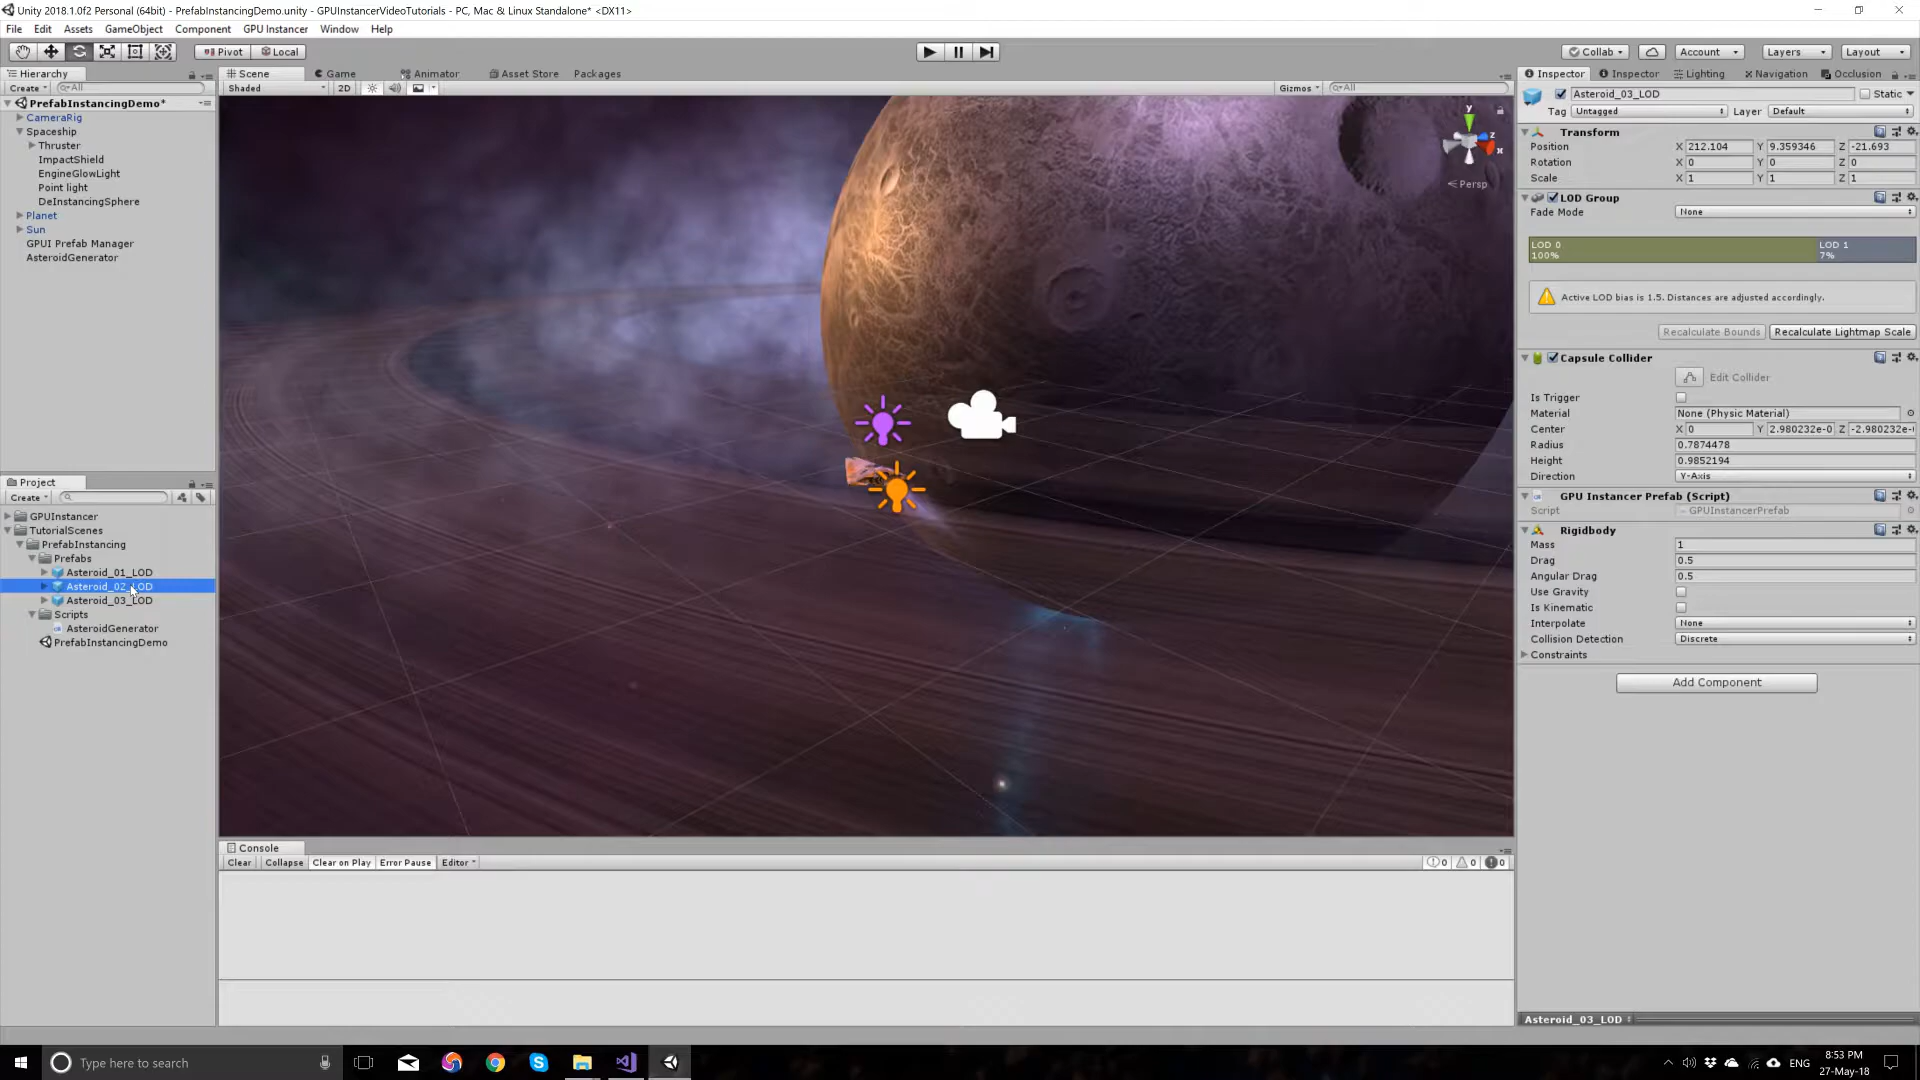 Unity 2018.1.0f2 Personal (64bit) - PrefabInstancingDemo.unity - GPUInstancerVideoTutorials - PC, Mac & Linux Standalone* <DX11>
File Edit Assets GameObject Component GPU Instancer Window Help
Pivot Local Collab Account Layers Layout
Hierarchy
Create All
PrefabInstancingDemo*
CameraRig
Spaceship
Thruster
ImpactShield
EngineGlowLight
Point light
DeInstancingSphere
Planet
Sun
GPUI Prefab Manager
AsteroidGenerator
Project
Create
GPUInstancer
TutorialScenes
PrefabInstancing
Prefabs
Asteroid_01_LOD
Asteroid_02_LOD
Asteroid_03_LOD
Scripts
AsteroidGenerator
PrefabInstancingDemo
Scene Game Animator Asset Store Packages
Shaded 2D Gizmos All
y
z
x
Persp
Console
Clear Collapse Clear on Play Error Pause Editor 0 0 0
Inspector Inspector Lighting Navigation Occlusion
Asteroid_03_LOD Static
Tag Untagged Layer Default
Transform
Position X 212.104 Y 9.359346 Z -21.693
Rotation X 0 Y 0 Z 0
Scale X 1 Y 1 Z 1
LOD Group
Fade Mode None
LOD 0 LOD 1
100% 7%
Active LOD bias is 1.5. Distances are adjusted accordingly.
Recalculate Bounds Recalculate Lightmap Scale
Capsule Collider
Edit Collider
Is Trigger
Material None (Physic Material)
Center X 0 Y 2.980232e-0 Z -2.980232e-
Radius 0.7874478
Height 0.9852194
Direction Y-Axis
GPU Instancer Prefab (Script)
Script GPUInstancerPrefab
Rigidbody
Mass 1
Drag 0.5
Angular Drag 0.5
Use Gravity
Is Kinematic
Interpolate None
Collision Detection Discrete
Constraints
Add Component
Asteroid_03_LOD
Type here to search
ENG
8:53 PM
27-May-18